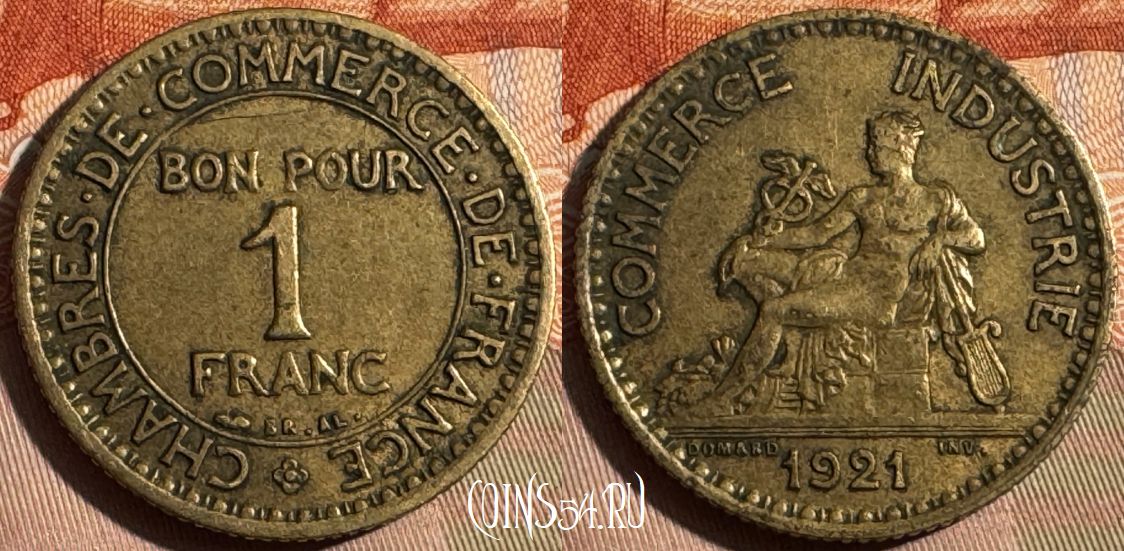 CHAMBRES · DE · COMMERCE · DE · FRANCE
BON POUR
1
FRANC
BR. AL.
COMMERCE INDUSTRIE
DOMARD INV.
1921
COINS54.RU